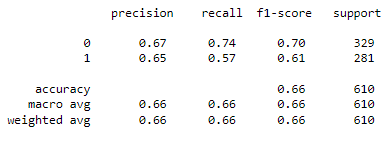 precision recall f1-score support
0 0.67 0.74 0.70 329
1 0.65 0.57 0.61 281
accuracy 0.66 610
macro avg 0.66 0.66 0.66 610
weighted avg 0.66 0.66 0.66 610